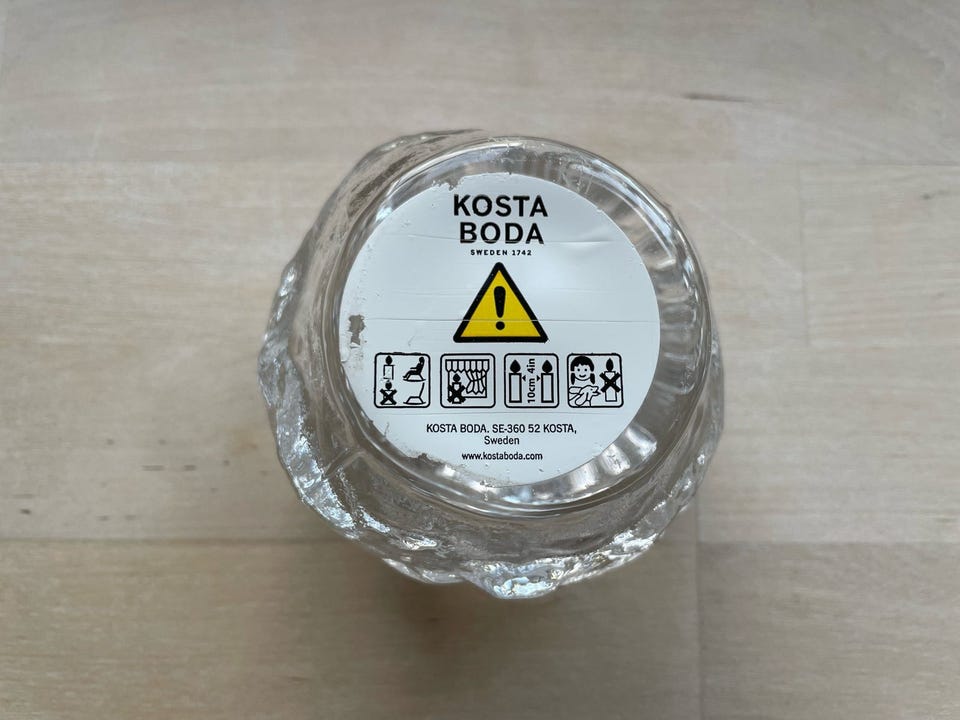 KOSTA
BODA
SWEDEN 1742
10cm 4in
KOSTA BODA. SE-360 52 KOSTA,
Sweden
www.kostaboda.com